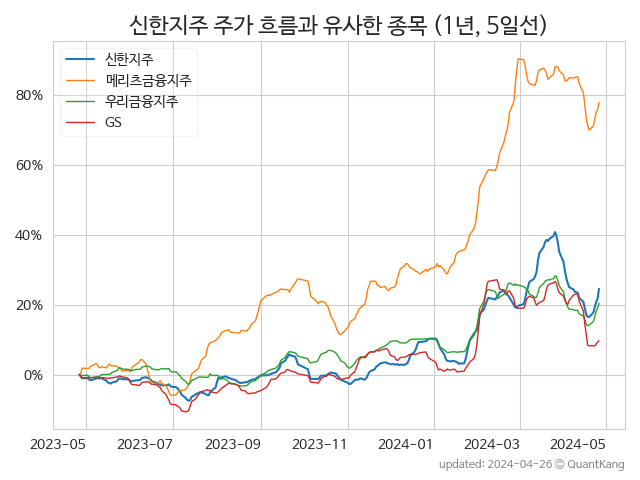 신한지주 주가 흐름과 유사한 종목 (1년, 5일선)
신한지주
메리츠금융지주
우리금융지주
GS
80%
60%
40%
20%
0%
2023-05 2023-07 2023-09 2023-11 2024-01 2024-03 2024-05
updated: 2024-04-26 © QuantKang